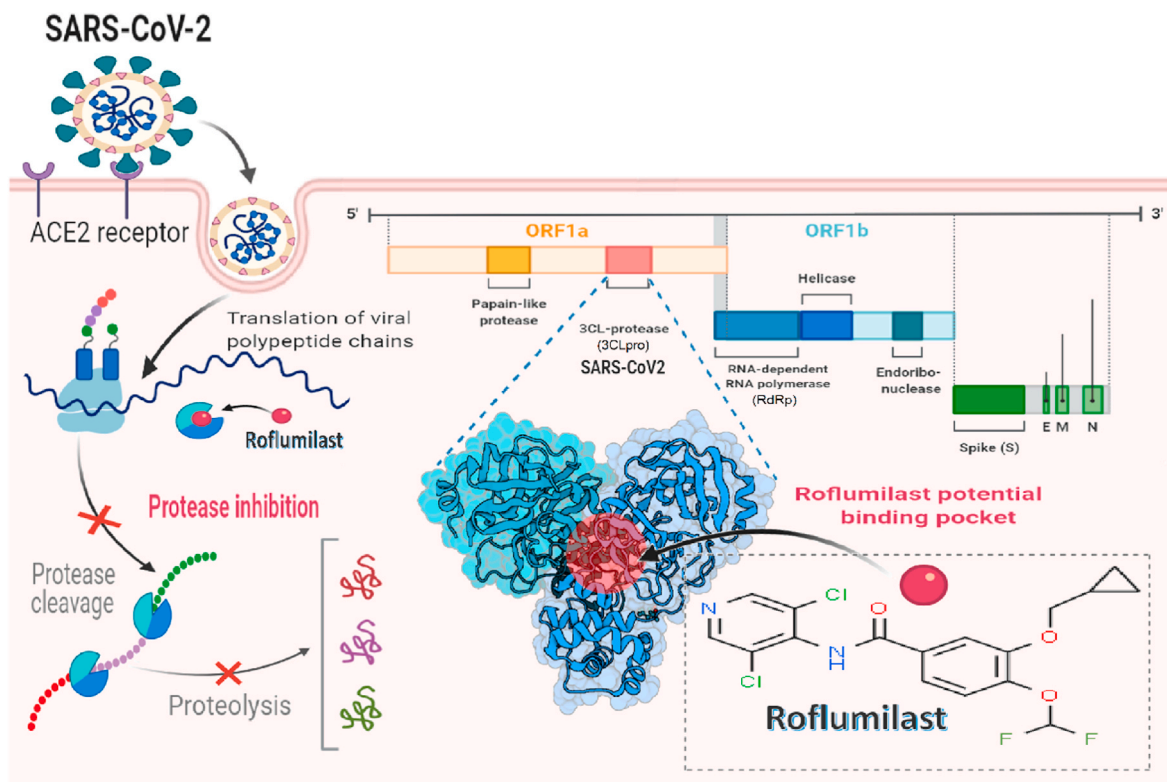 SARS-CoV-2
ACE2 receptor
5'
3'
ORF1a
ORF1b
Papain-like
protease
3CL-protease
(3CLpro)
SARS-CoV2
Helicase
RNA-dependent
RNA polymerase
(RdRp)
Endoribo-
nuclease
Spike (S)
E M N
Translation of viral
polypeptide chains
Roflumilast
Protease inhibition
Protease
cleavage
Proteolysis
Roflumilast potential
binding pocket
N
Cl
Cl
N
H
O
O
O
F
F
Roflumilast